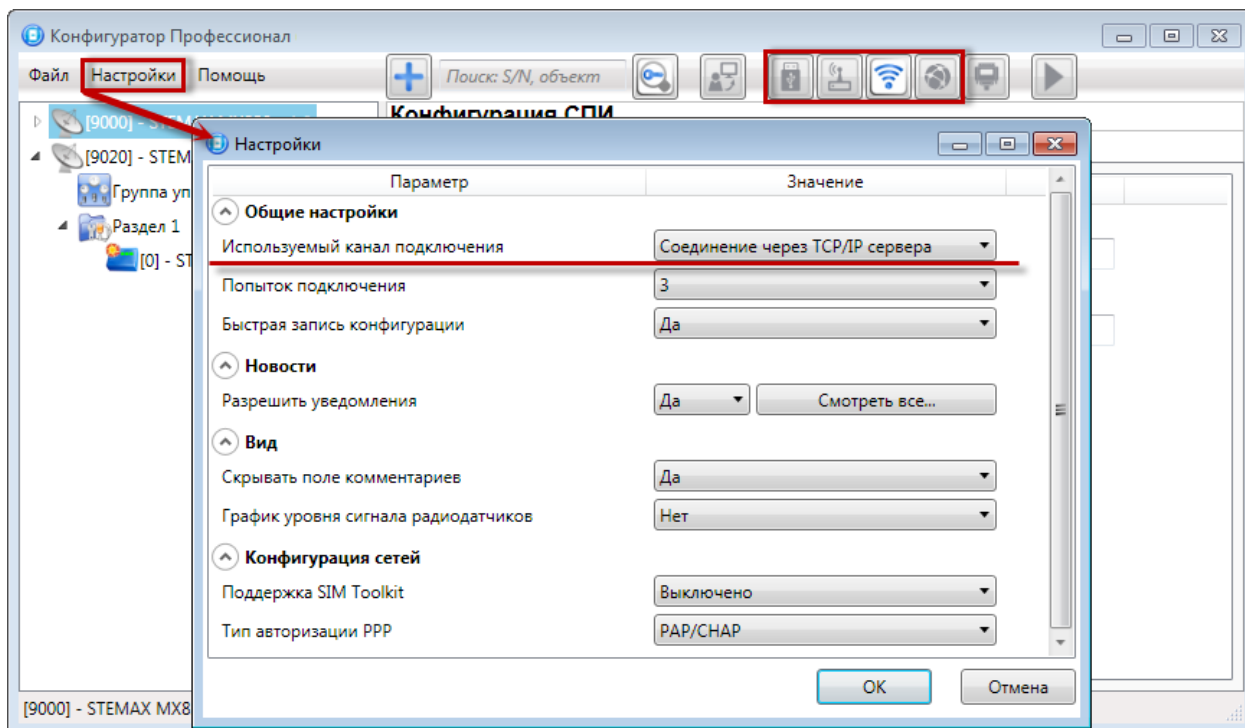 Конфигуратор Профессионал
Файл Настройки Помощь
Поиск: S/N, объект
Конфигурация СПИ
[9000] - STEMAX MX8
[9020] - STEM
Группа уп
Раздел 1
[0] - ST
Настройки
Параметр Значение
Общие настройки
Используемый канал подключения Соединение через TCP/IP сервера
Попыток подключения 3
Быстрая запись конфигурации Да
Новости
Разрешить уведомления Да Смотреть все...
Вид
Скрывать поле комментариев Да
График уровня сигнала радиодатчиков Нет
Конфигурация сетей
Поддержка SIM Toolkit Выключено
Тип авторизации PPP PAP/CHAP
OK Отмена
[9000] - STEMAX MX8